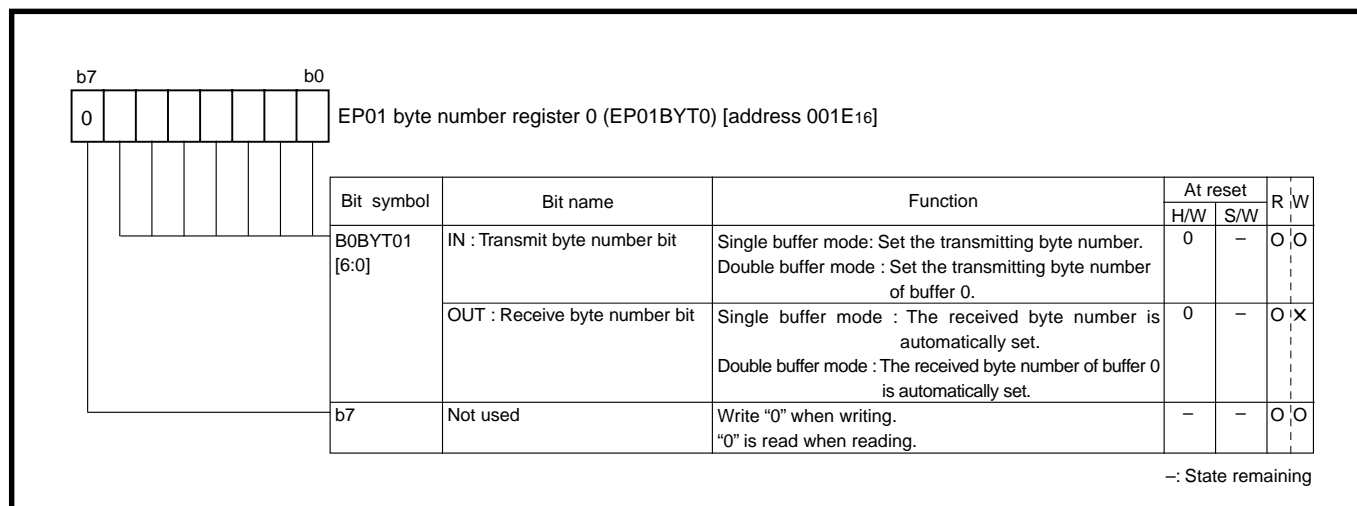 b7 b0
0 EP01 byte number register 0 (EP01BYT0) [address 001E16]
Bit symbol Bit name Function At reset R W
H/W S/W
B0BYT01 IN : Transmit byte number bit Single buffer mode: Set the transmitting byte number. 0 – O O
[6:0] Double buffer mode : Set the transmitting byte number
of buffer 0.
OUT : Receive byte number bit Single buffer mode : The received byte number is 0 – O ×
automatically set.
Double buffer mode : The received byte number of buffer 0
is automatically set.
b7 Not used Write “0” when writing. – – O O
“0” is read when reading.
–: State remaining